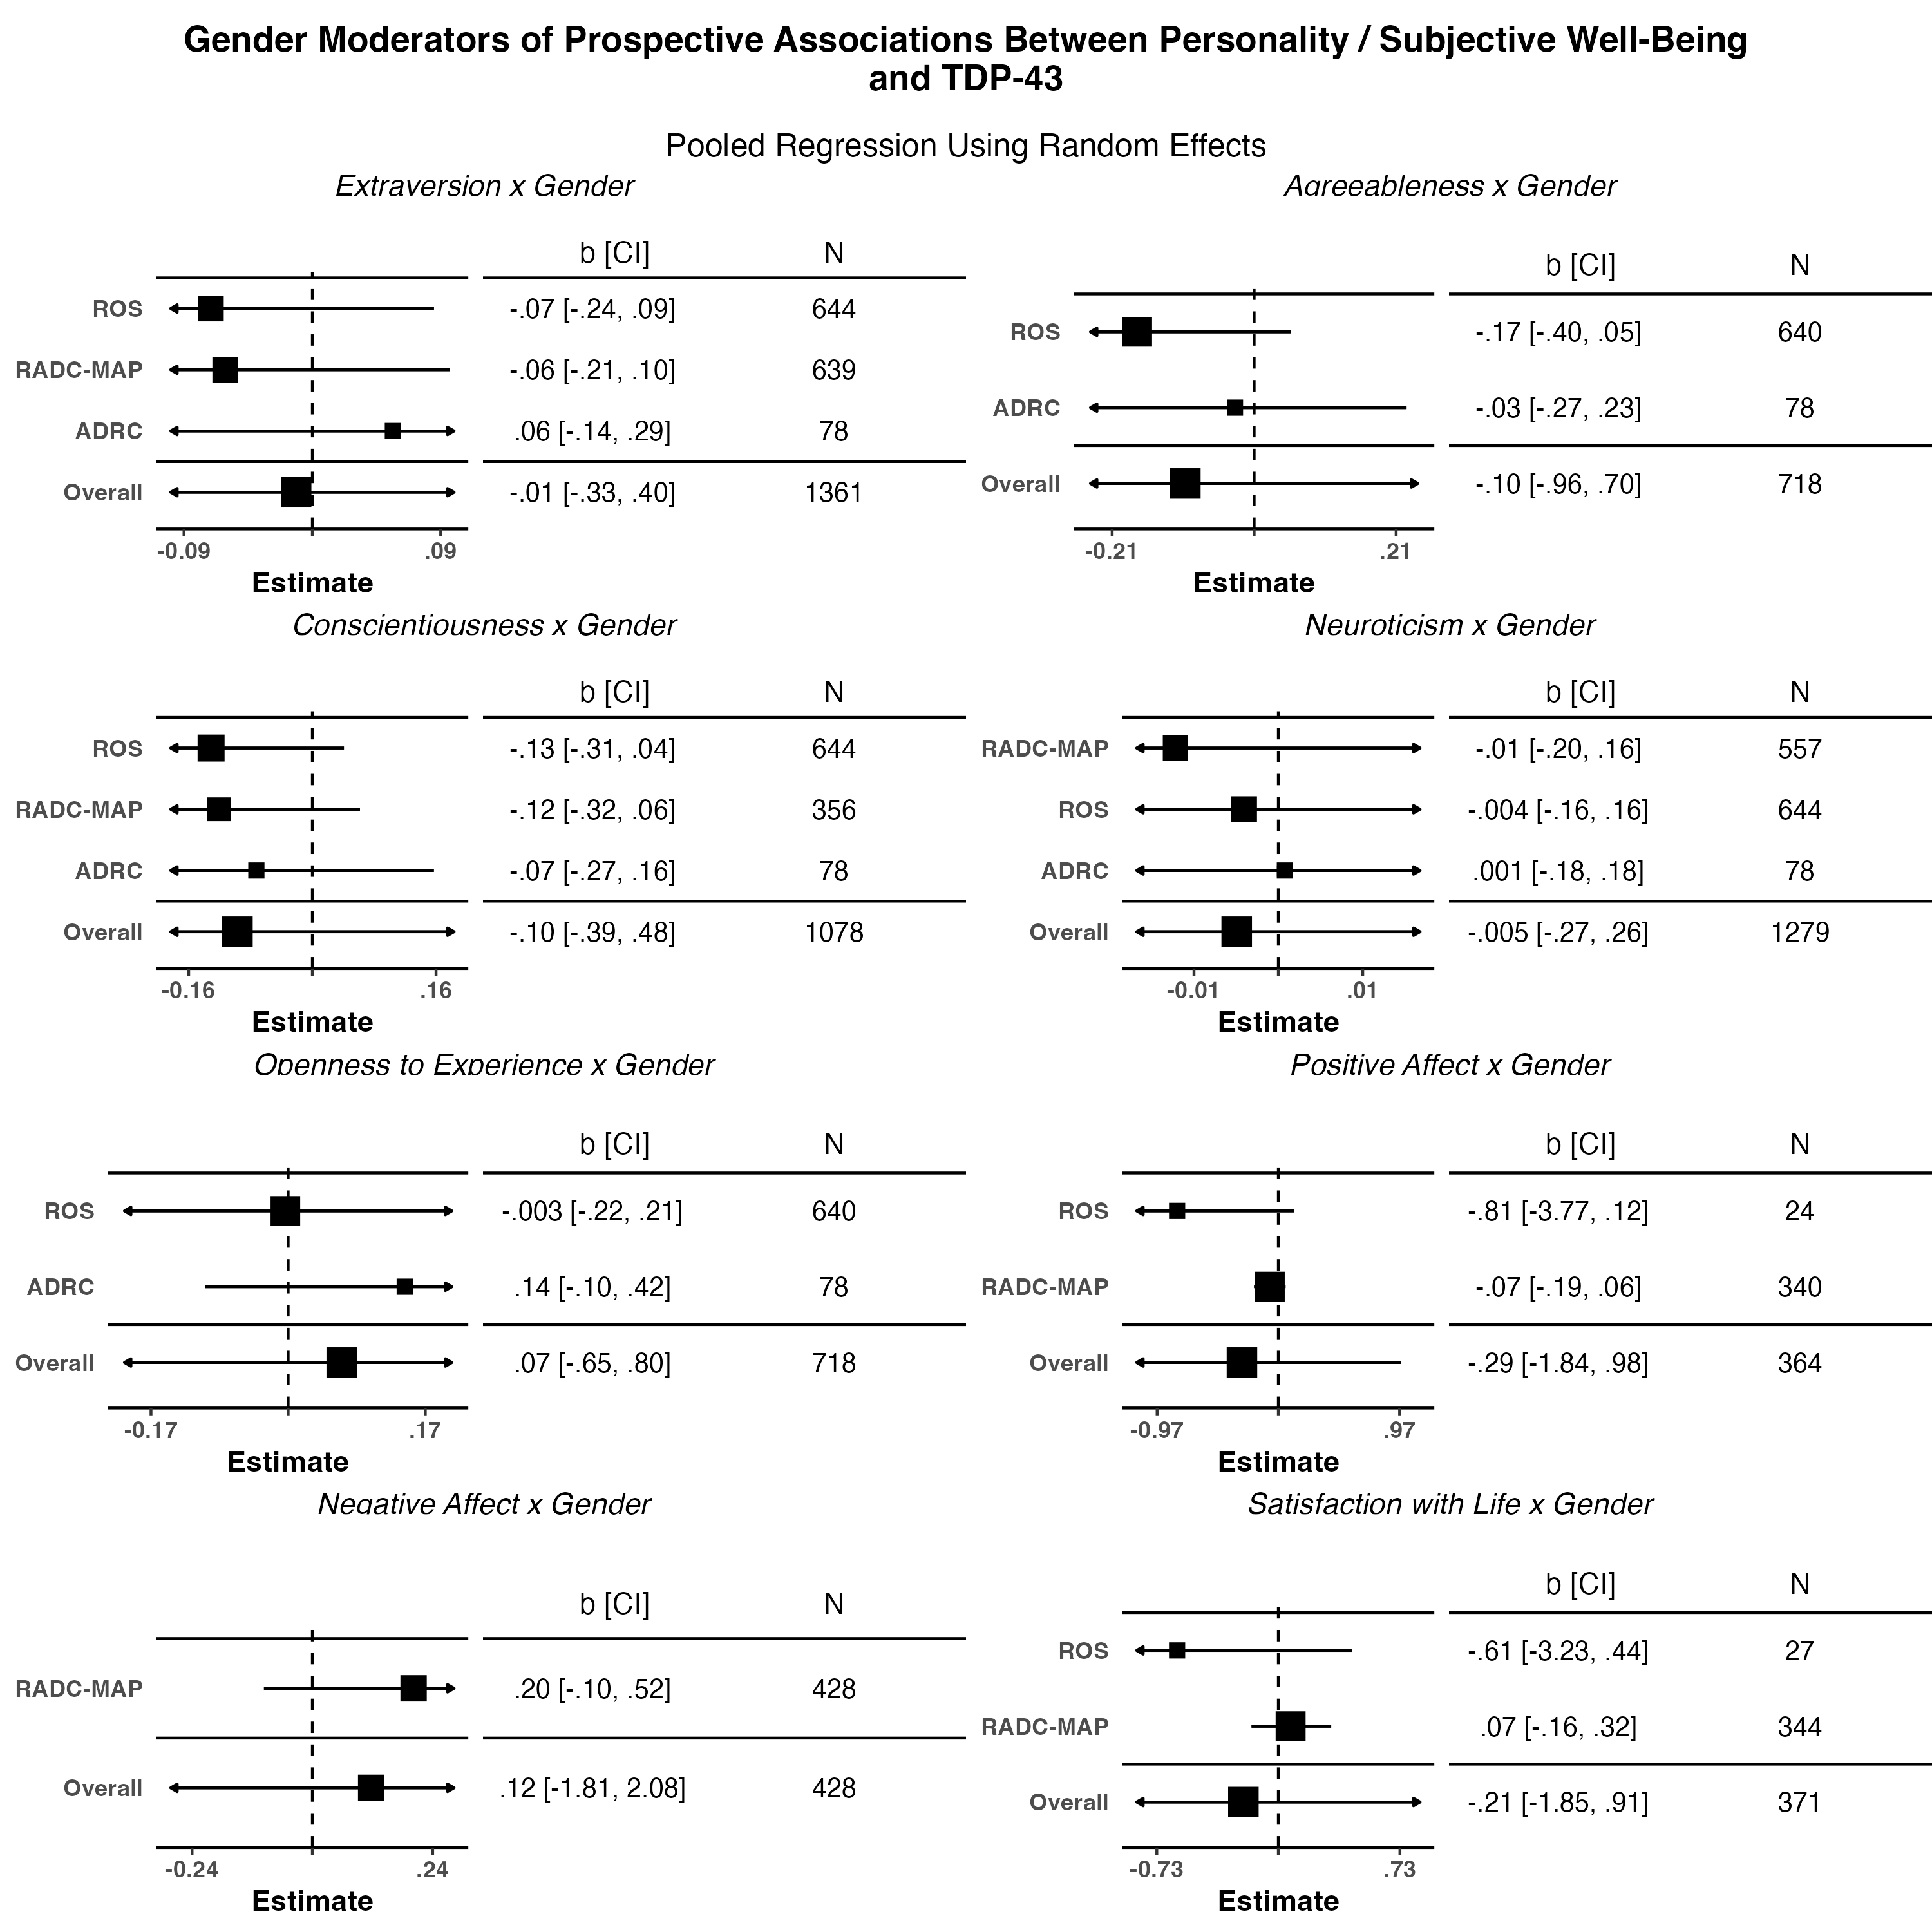 Gender Moderators of Prospective Associations Between Personality / Subjective Well-Being
and TDP-43
Pooled Regression Using Random Effects
Extraversion x Gender
b [CI] N
ROS -.07 [-.24, .09] 644
RADC-MAP -.06 [-.21, .10] 639
ADRC .06 [-.14, .29] 78
Overall -.01 [-.33, .40] 1361
-0.09 .09
Estimate
Agreeableness x Gender
b [CI] N
ROS -.17 [-.40, .05] 640
ADRC -.03 [-.27, .23] 78
Overall -.10 [-.96, .70] 718
-0.21 .21
Estimate
Conscientiousness x Gender
b [CI] N
ROS -.13 [-.31, .04] 644
RADC-MAP -.12 [-.32, .06] 356
ADRC -.07 [-.27, .16] 78
Overall -.10 [-.39, .48] 1078
-0.16 .16
Estimate
Neuroticism x Gender
b [CI] N
RADC-MAP -.01 [-.20, .16] 557
ROS -.004 [-.16, .16] 644
ADRC .001 [-.18, .18] 78
Overall -.005 [-.27, .26] 1279
-0.01 .01
Estimate
Openness to Experience x Gender
b [CI] N
ROS -.003 [-.22, .21] 640
ADRC .14 [-.10, .42] 78
Overall .07 [-.65, .80] 718
-0.17 .17
Estimate
Positive Affect x Gender
b [CI] N
ROS -.81 [-3.77, .12] 24
RADC-MAP -.07 [-.19, .06] 340
Overall -.29 [-1.84, .98] 364
-0.97 .97
Estimate
Negative Affect x Gender
b [CI] N
RADC-MAP .20 [-.10, .52] 428
Overall .12 [-1.81, 2.08] 428
-0.24 .24
Estimate
Satisfaction with Life x Gender
b [CI] N
ROS -.61 [-3.23, .44] 27
RADC-MAP .07 [-.16, .32] 344
Overall -.21 [-1.85, .91] 371
-0.73 .73
Estimate